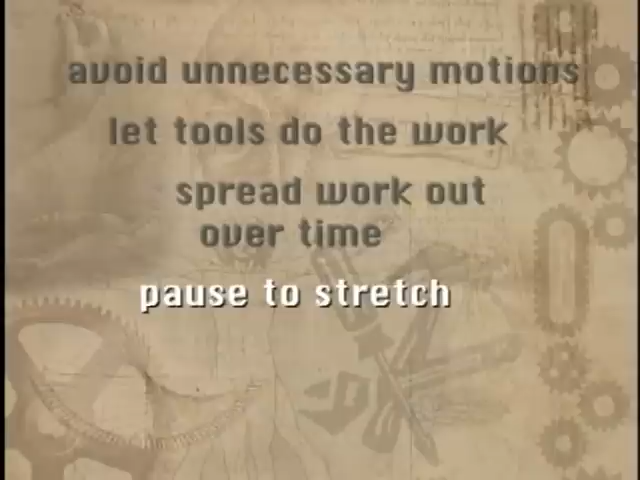 avoid unnecessary motions
let tools do the work
spread work out
over time
pause to stretch